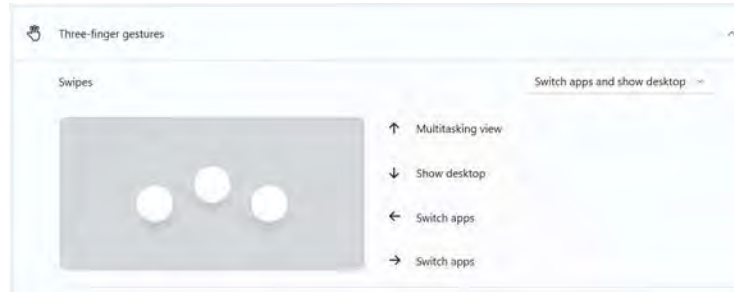 Three-finger gestures
Swipes
Switch apps and show desktop
↑ Multitasking view
↓ Show desktop
← Switch apps
→ Switch apps